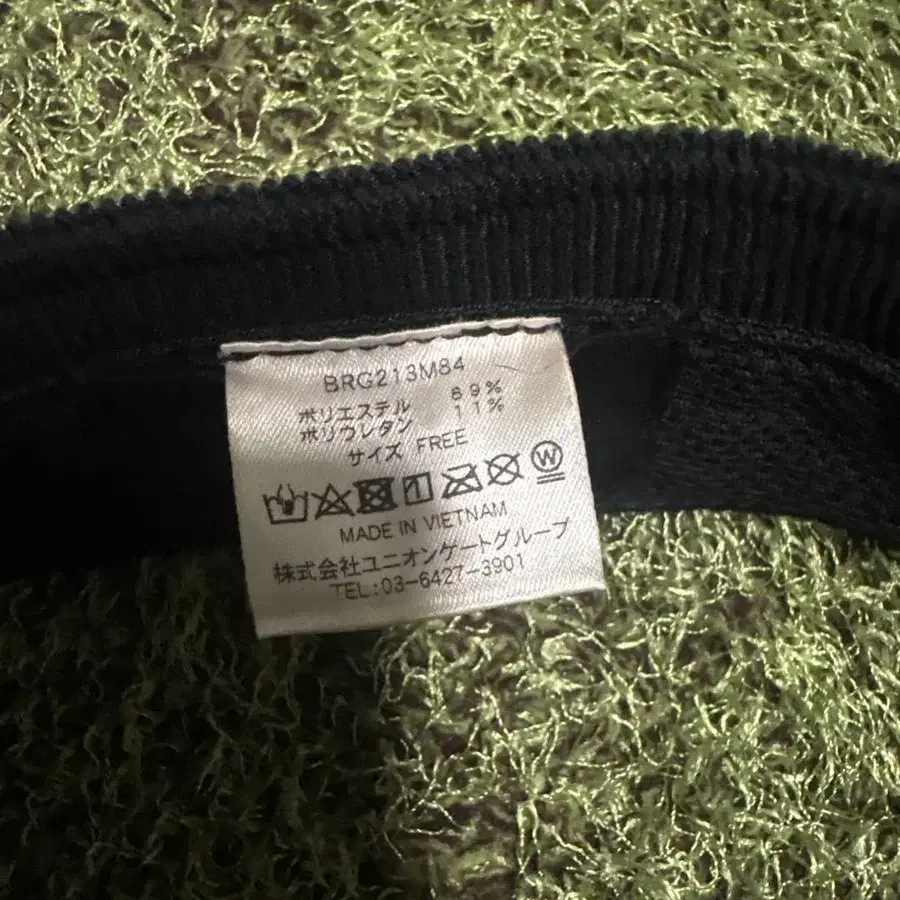 BRG213M84
ポリエステル 89%
ポリウレタン 11%
サイズ FREE
W
MADE IN VIETNAM
株式会社ユニオンゲートグループ
TEL:03-6427-3901